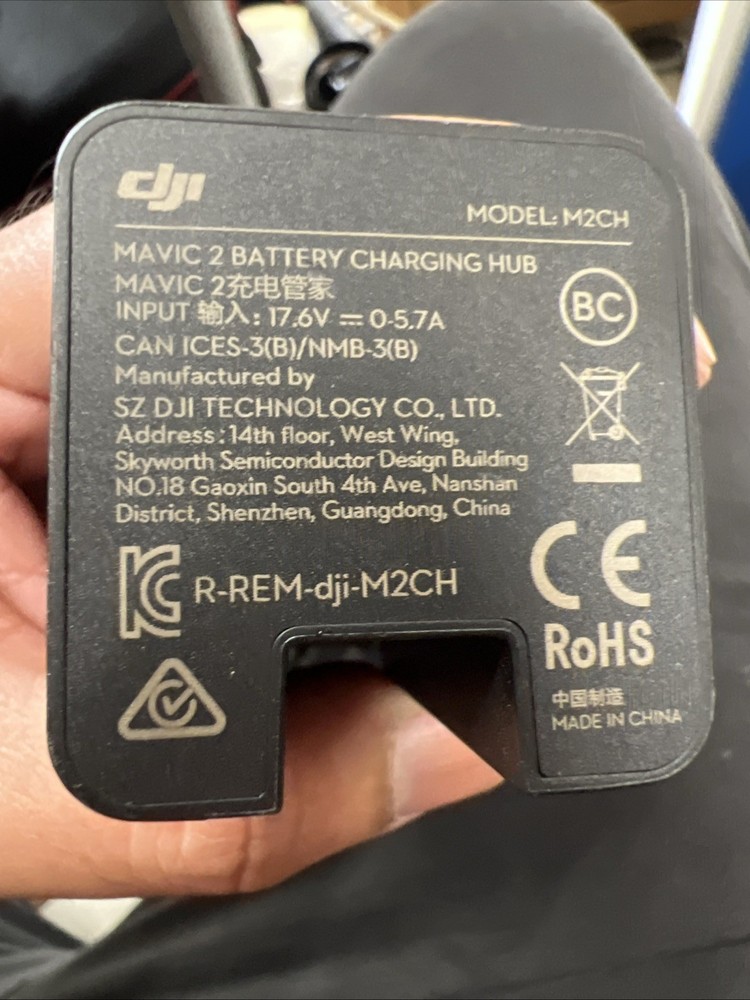 dji
MODEL: M2CH
MAVIC 2 BATTERY CHARGING HUB
MAVIC 2充电管家
INPUT 输入: 17.6V ⎓ 0-5.7A
CAN ICES-3(B)/NMB-3(B)
Manufactured by
SZ DJI TECHNOLOGY CO., LTD.
Address: 14th floor, West Wing,
Skyworth Semiconductor Design Building
NO.18 Gaoxin South 4th Ave, Nanshan
District, Shenzhen, Guangdong, China
BC
CE
KC R-REM-dji-M2CH
RoHS
中国制造
MADE IN CHINA